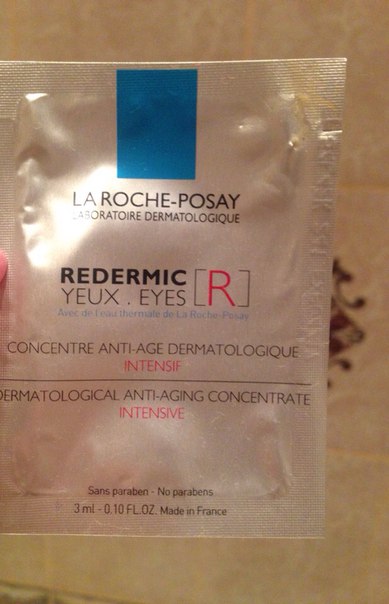 LA ROCHE-POSAY
LABORATOIRE DERMATOLOGIQUE
REDERMIC [R]
YEUX . EYES
Avec de l'eau thermale de La Roche-Posay
CONCENTRE ANTI-AGE DERMATOLOGIQUE
INTENSIF
DERMATOLOGICAL ANTI-AGING CONCENTRATE
INTENSIVE
Sans paraben - No parabens
3 ml - 0.10 FL.OZ. Made in France